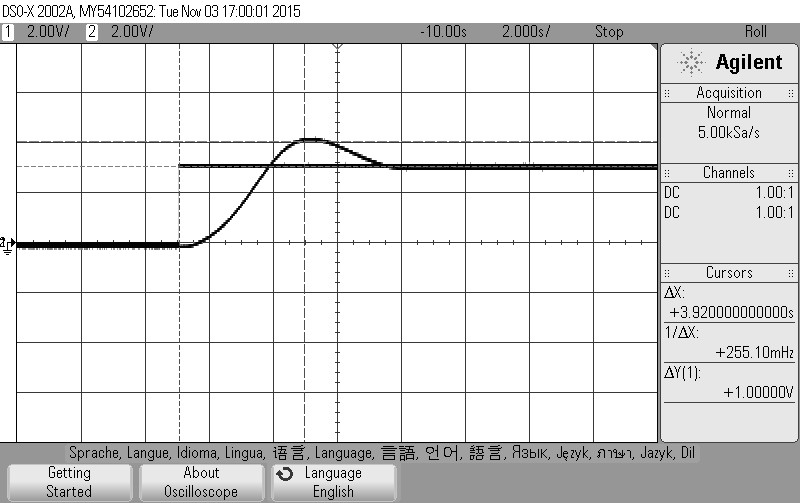 DSO-X 2002A, MY54102652: Tue Nov 03 17:00:01 2015
1 2.00V/ 2 2.00V/ -10.00s 2.000s/ Stop Roll
Agilent
Acquisition
Normal
5.00kSa/s
Channels
DC 1.00:1
DC 1.00:1
Cursors
ΔX:
+3.920000000000s
1/ΔX:
+255.10mHz
ΔY(1):
+1.00000V
Sprache, Langue, Idioma, Lingua, 语言, Language, 言語, 언어, 語言, Язык, Język, ภาษา, Jazyk, Dil
Getting
Started
About
Oscilloscope
Language
English